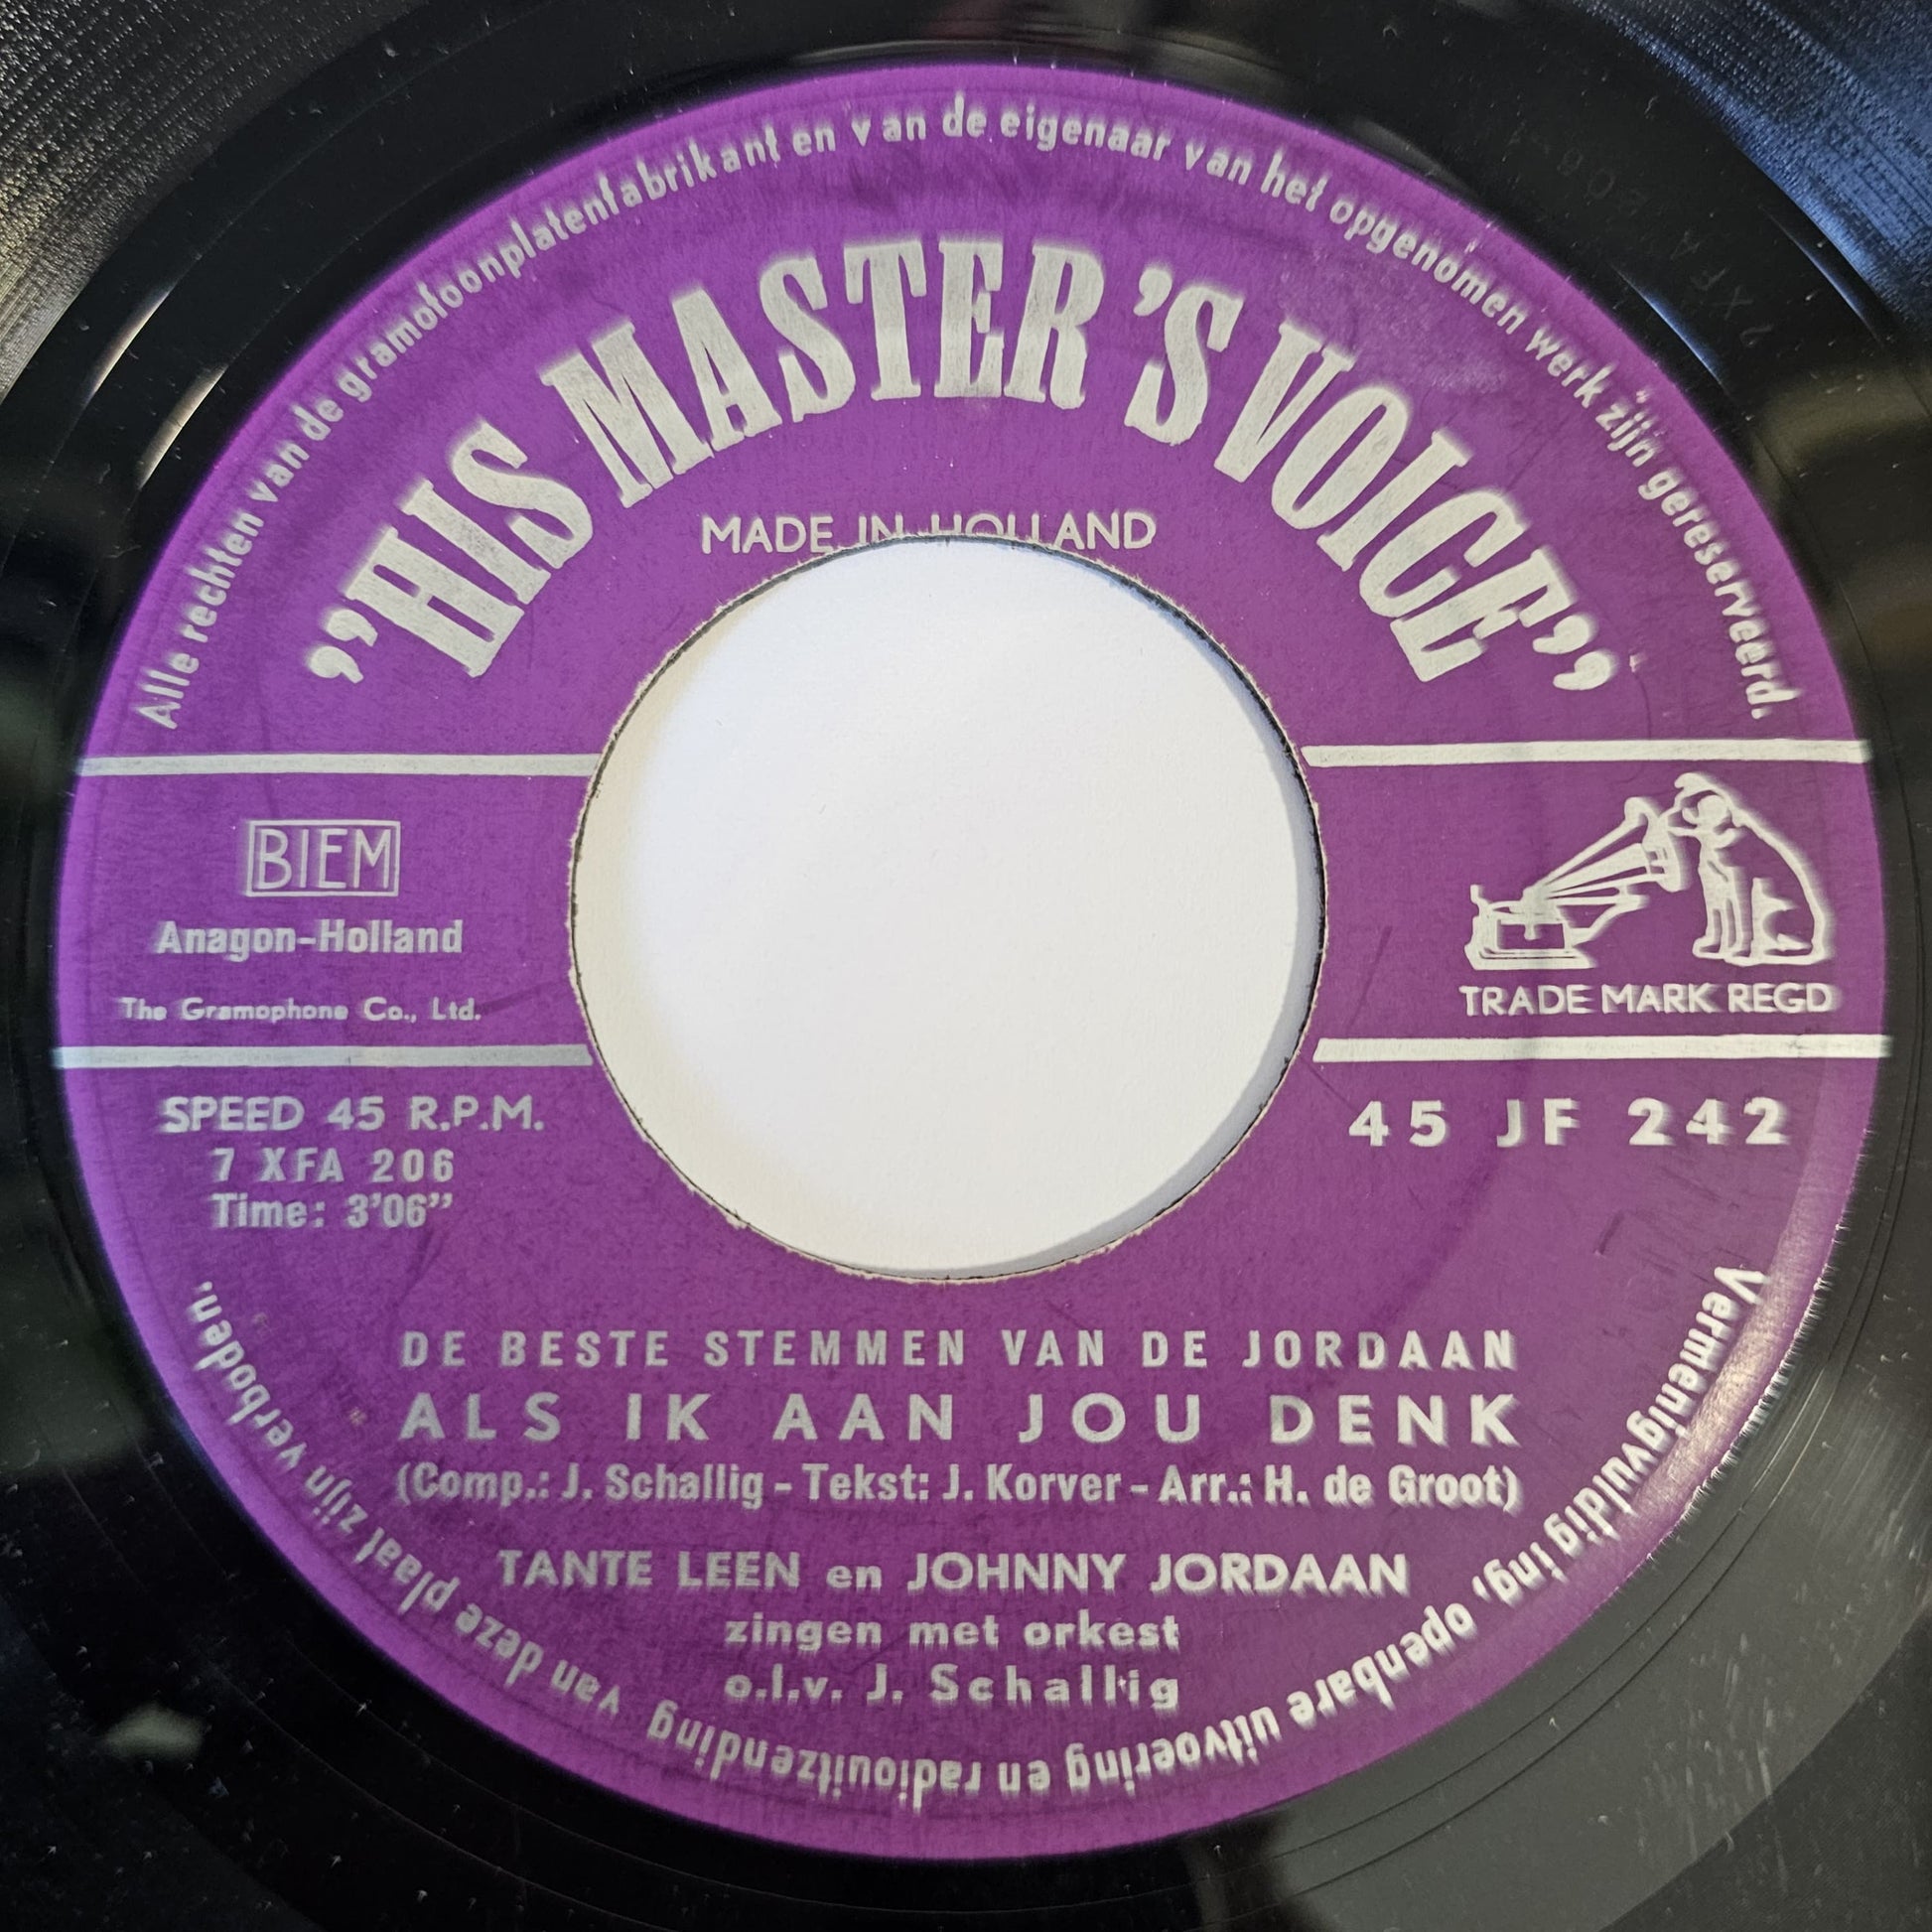 Alle rechten van de gramofoonplatenfabrikant en van de eigenaar van het opgenomen werk zijn gereserveerd.
"HIS MASTER'S VOICE"
MADE IN HOLLAND
BIEM
Anagon-Holland
The Gramophone Co., Ltd.
TRADE MARK REGD
SPEED 45 R.P.M.
7 XFA 206
Time: 3'06"
45 JF 242
DE BESTE STEMMEN VAN DE JORDAAN
ALS IK AAN JOU DENK
(Comp.: J. Schallig - Tekst: J. Korver - Arr.: H. de Groot)
TANTE LEEN en JOHNNY JORDAAN
zingen met orkest
o.l.v. J. Schallig
Vermenigvuldiging, openbare uitvoering en radiouitzending van deze plaat zijn verboden.